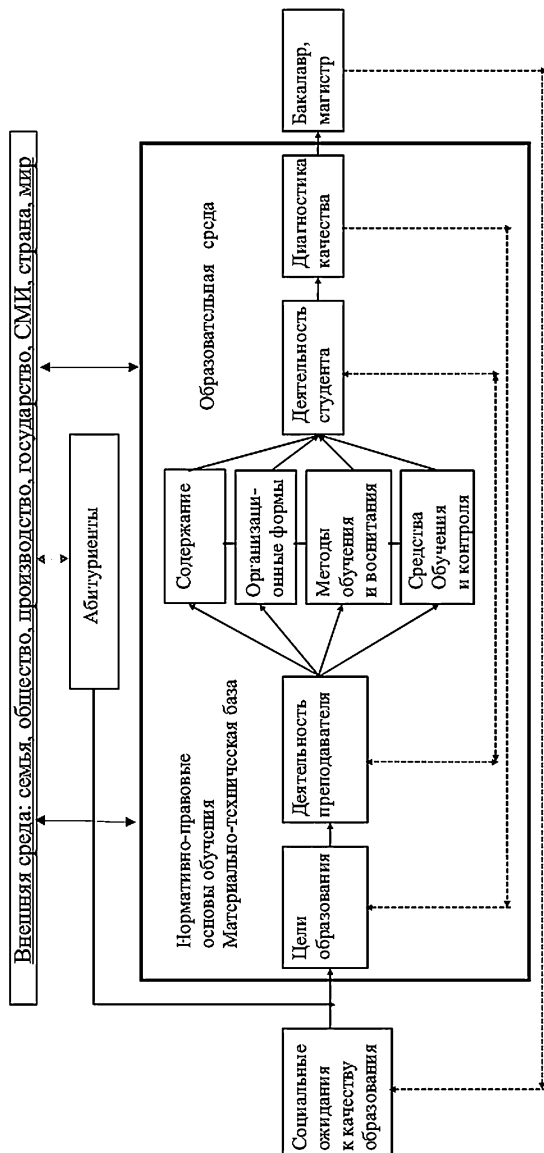 Внешняя среда: семья, общество, производство, государство, СМИ, страна, мир
Абитуриенты
Нормативно-правовые
основы обучения
Материально-техническая база
Образовательная среда
Социальные
ожидания
к качеству
образования
Цели
образования
Деятельность
преподавателя
Содержание
Организаци-
онные формы
Методы
обучения
и воспитания
Средства
Обучения
и контроля
Деятельность
студента
Диагностика
качества
Бакалавр,
магистр